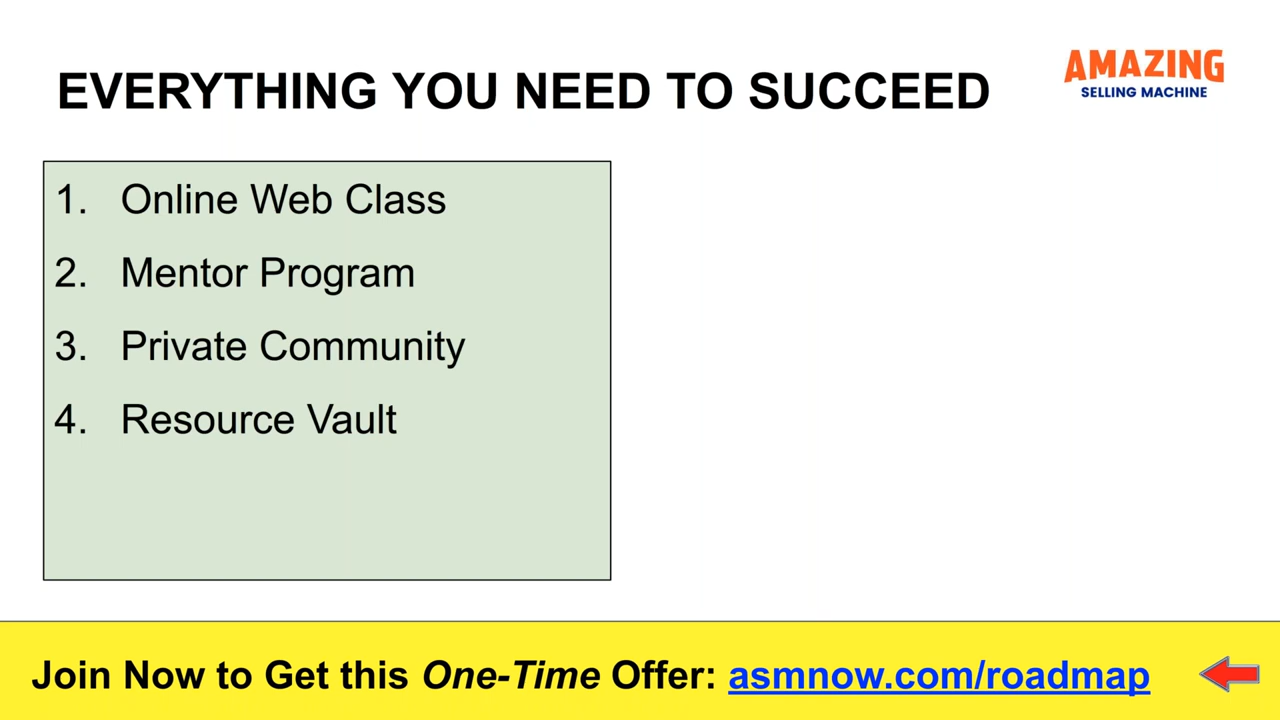 EVERYTHING YOU NEED TO SUCCEED
AMAZING
SELLING MACHINE
1. Online Web Class
2. Mentor Program
3. Private Community
4. Resource Vault
Join Now to Get this One-Time Offer: asmnow.com/roadmap